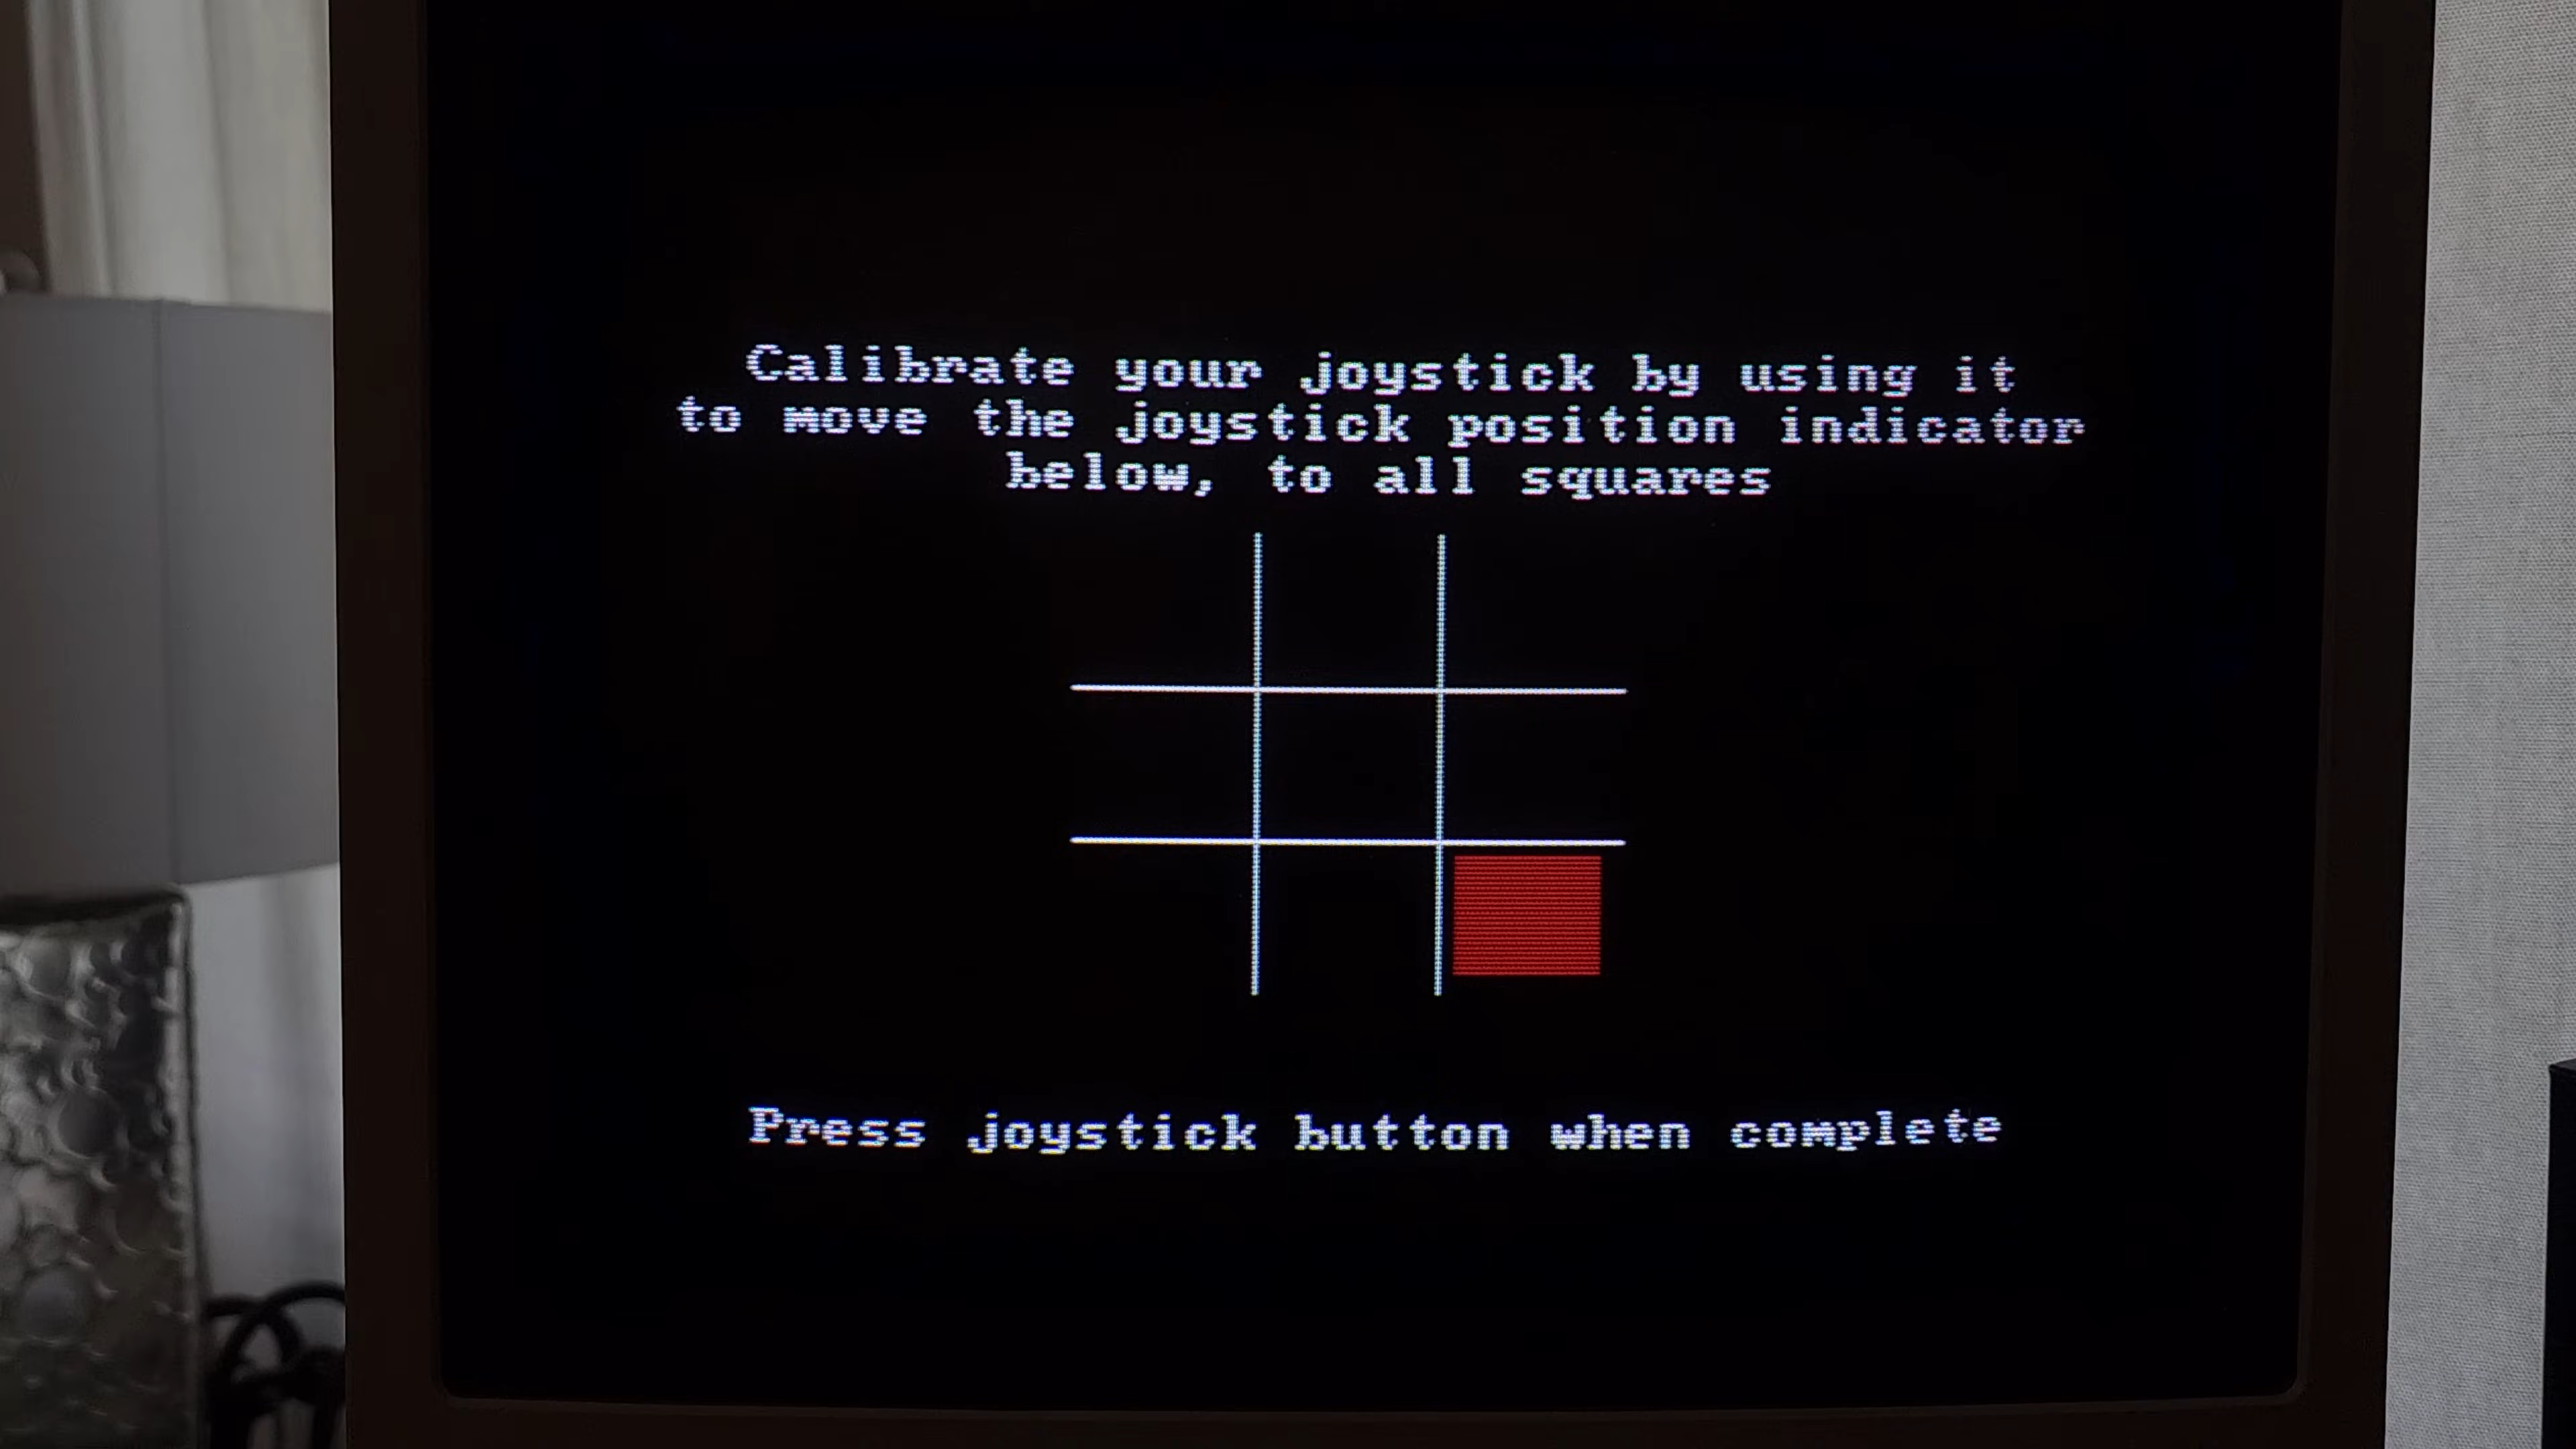 Calibrate your joystick by using it
to move the joystick position indicator
below, to all squares
Press joystick button when complete